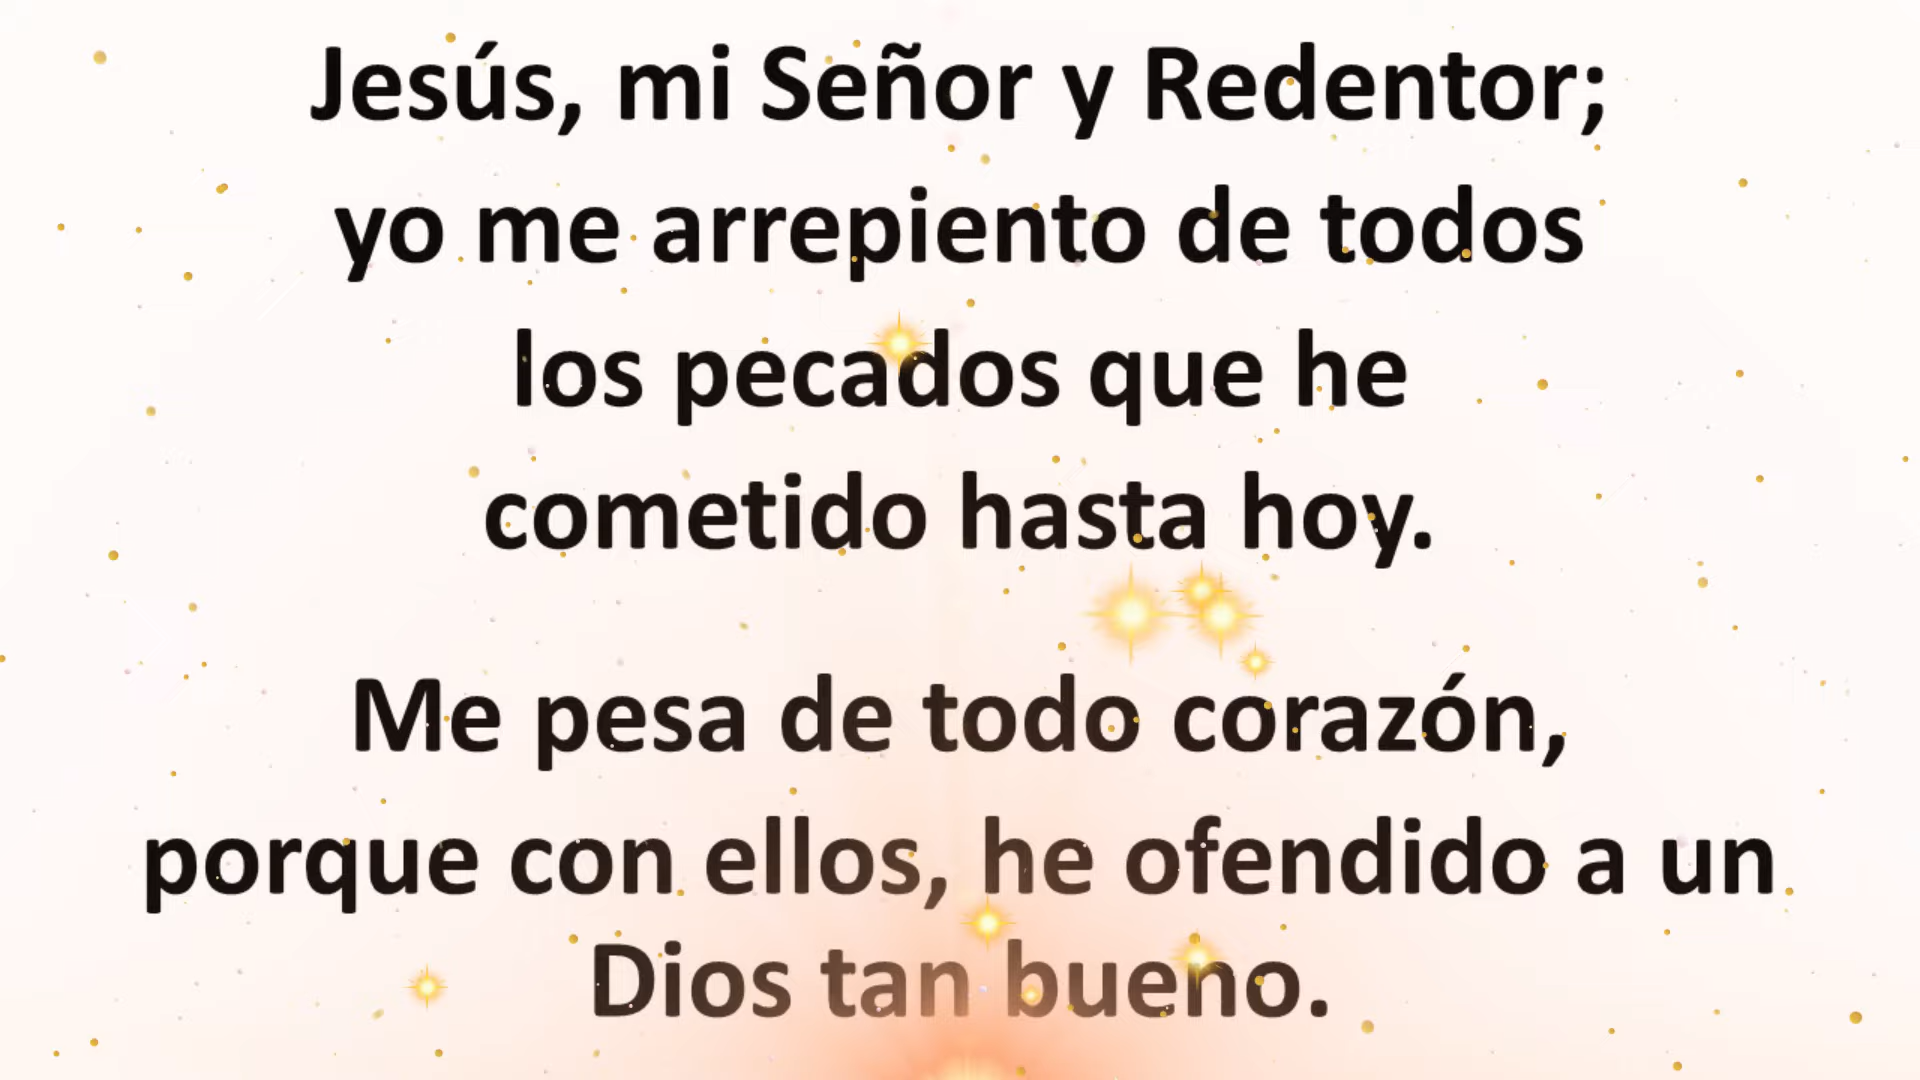 Jesús, mi Señor y Redentor;
yo me arrepiento de todos
los pecados que he
cometido hasta hoy.
Me pesa de todo corazón,
porque con ellos, he ofendido a un
Dios tan bueno.